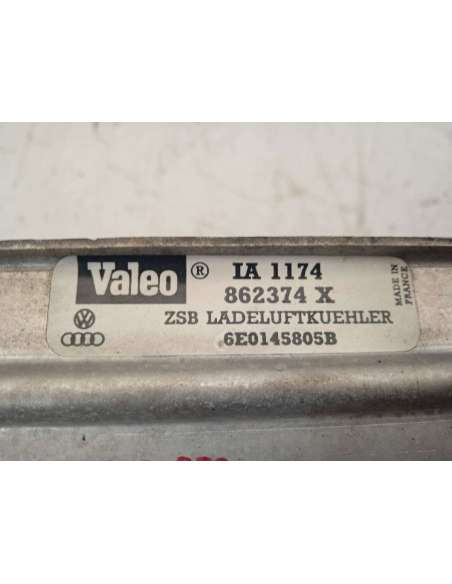 Valeo ® IA 1174
862374 X
ZSB LADELUFTKUEHLER
6E0145805B
MADE IN
FRANCE